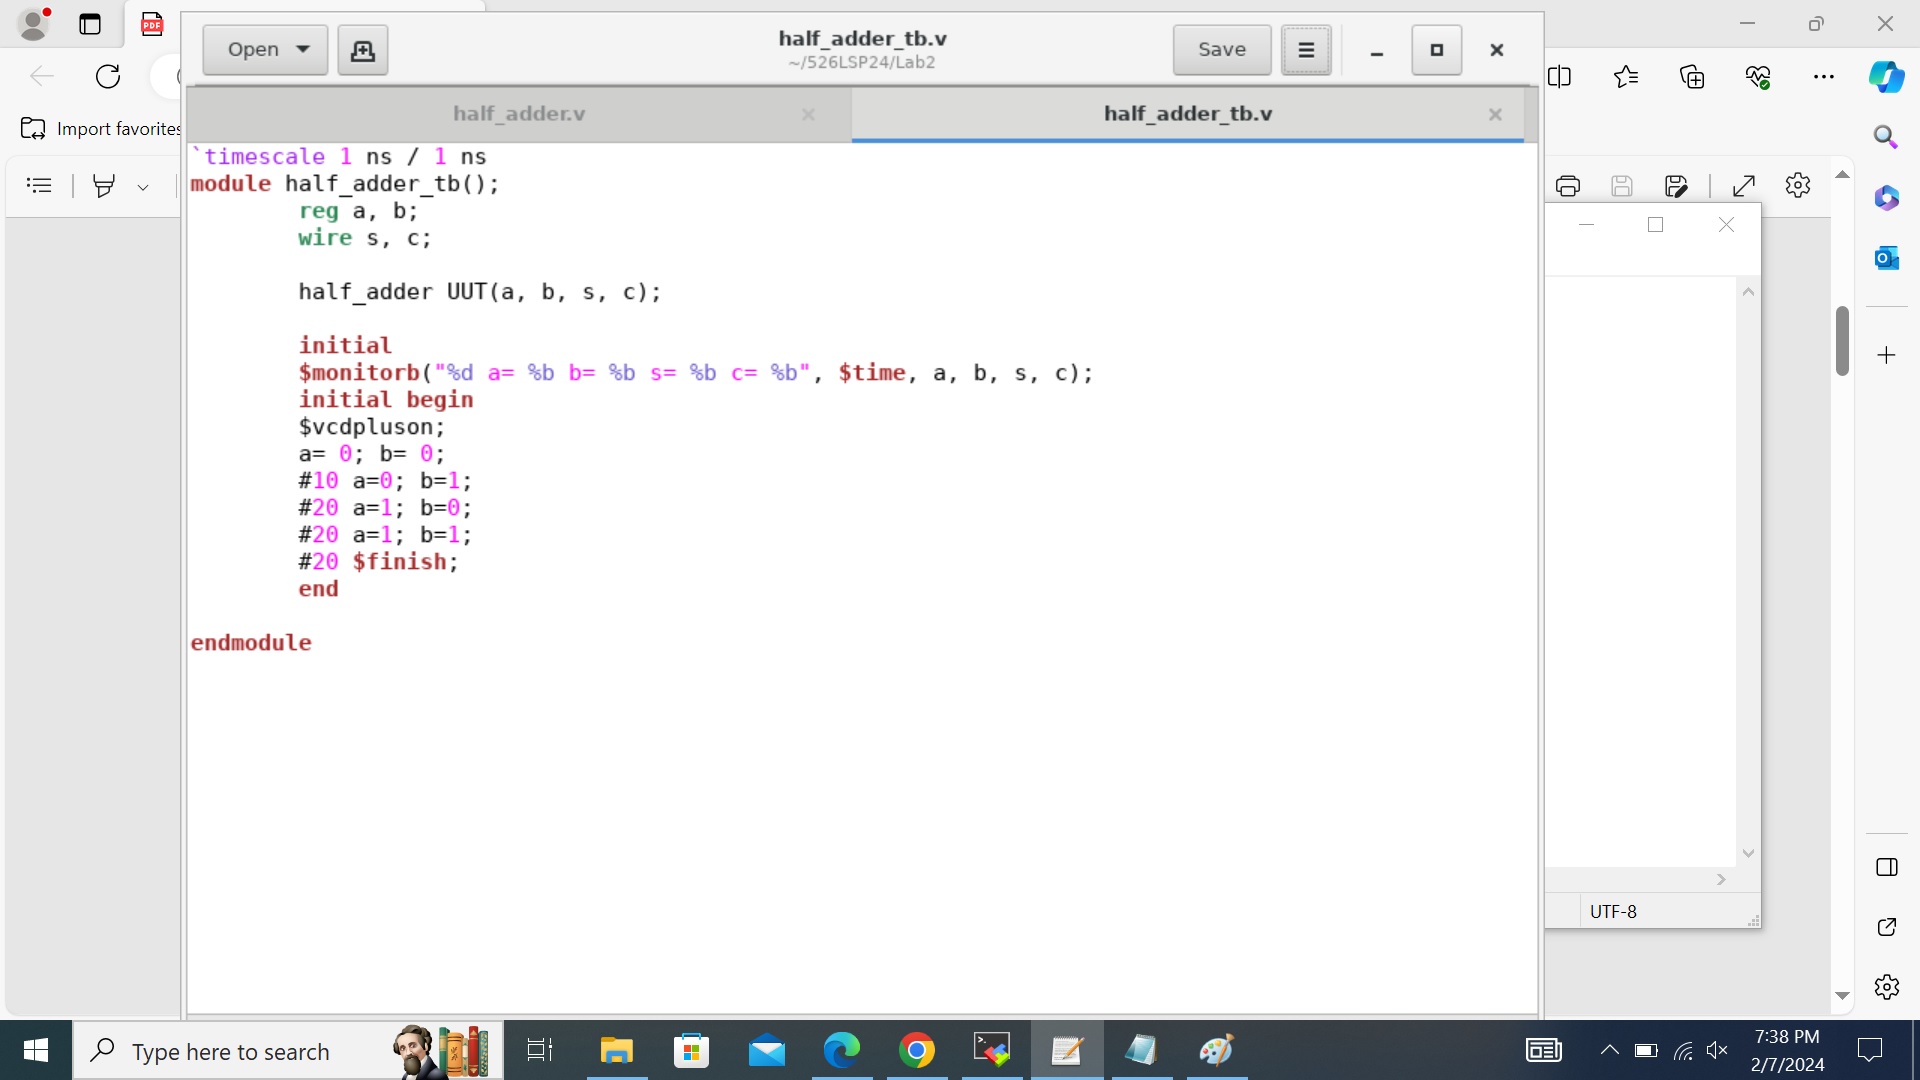 PDF
Open
half_adder_tb.v
~/526LSP24/Lab2
Save
Import favorites
half_adder.v
half_adder_tb.v
`timescale 1 ns / 1 ns
module half_adder_tb();
reg a, b;
wire s, c;
half_adder UUT(a, b, s, c);
initial
$monitorb("%d a= %b b= %b s= %b c= %b", $time, a, b, s, c);
initial begin
$vcdpluson;
a= 0; b= 0;
#10 a=0; b=1;
#20 a=1; b=0;
#20 a=1; b=1;
#20 $finish;
end
endmodule
UTF-8
Type here to search
7:38 PM
2/7/2024